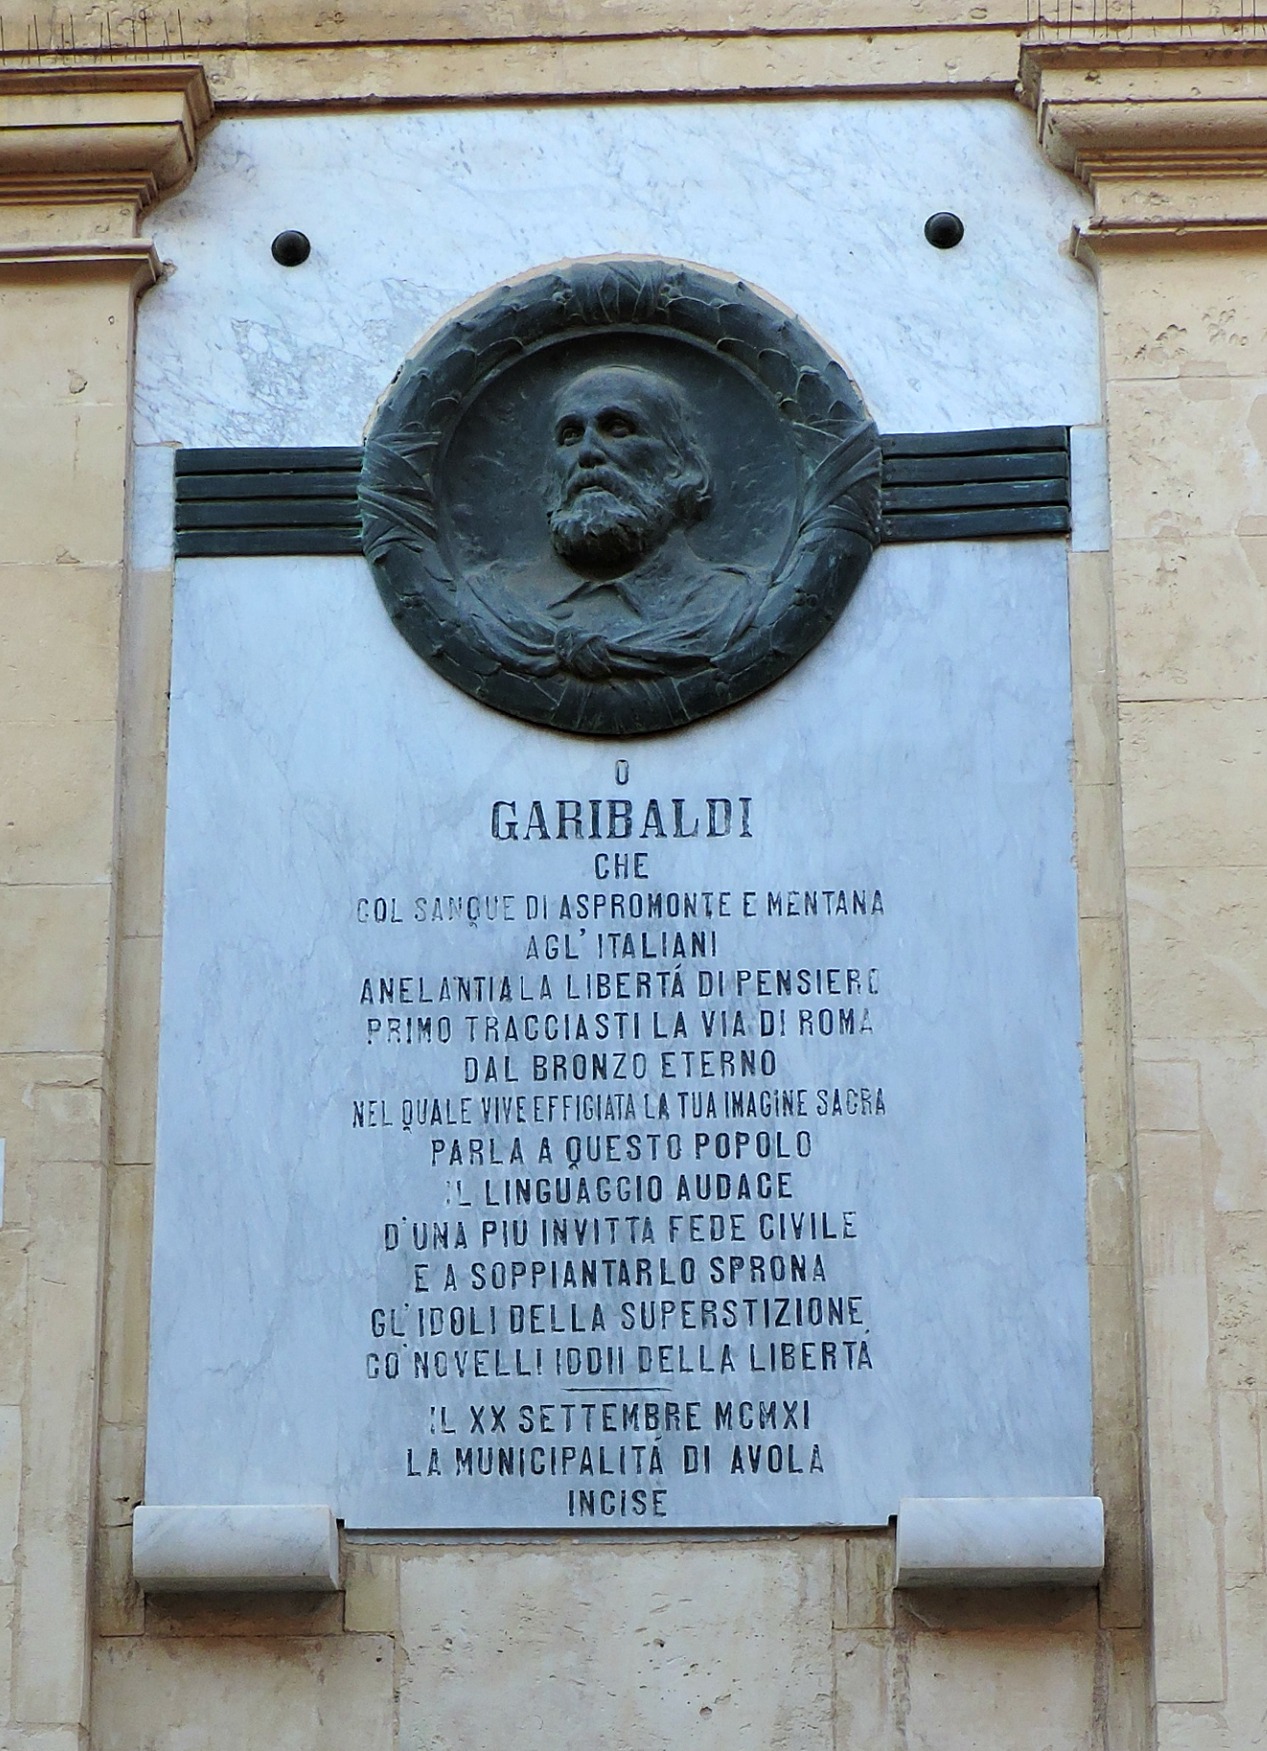 O
GARIBALDI
CHE
COL SANQUE DI ASPROMONTE E MENTANA
AGL' ITALIANI
ANELANTI A LA LIBERTÁ DI PENSIERO
PRIMO TRACCIASTI LA VIA DI ROMA
DAL BRONZO ETERNO
NEL QUALE VIVE EFFIGIATA LA TUA IMAGINE SACRA
PARLA A QUESTO POPOLO
IL LINGUAGGIO AUDACE
D'UNA PIU INVITTA FEDE CIVILE
E A SOPPIANTARLO SPRONA
GL'IDOLI DELLA SUPERSTIZIONE
CO' NOVELLI IDDII DELLA LIBERTÁ
IL XX SETTEMBRE MCMXI
LA MUNICIPALITÁ DI AVOLA
INCISE